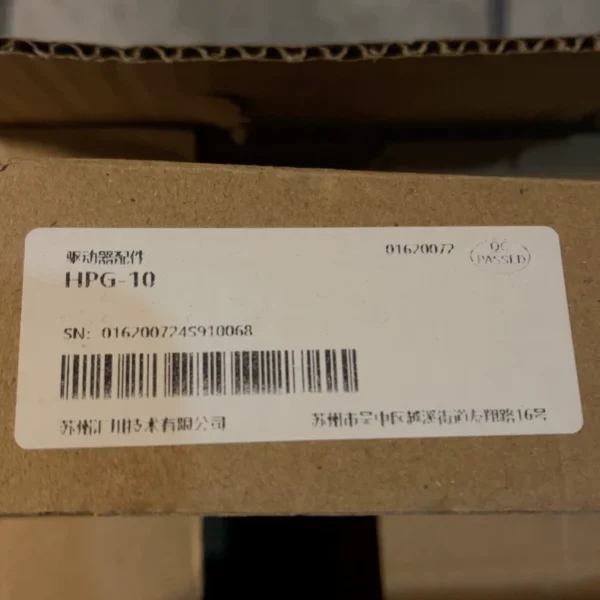 驱动器配件
01620072
QC PASSED
HPG-10
SN: 0162007245910068
苏州汇川技术有限公司
苏州市吴中区越溪街道友翔路16号